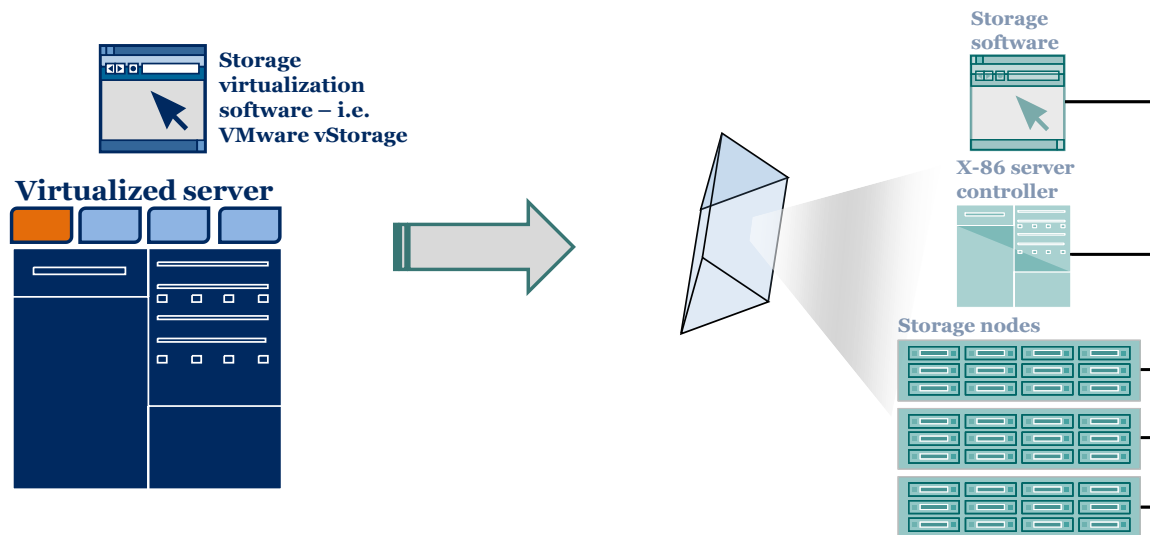 Storage
virtualization
software – i.e.
VMware vStorage
Virtualized server
Storage
software
X-86 server
controller
Storage nodes